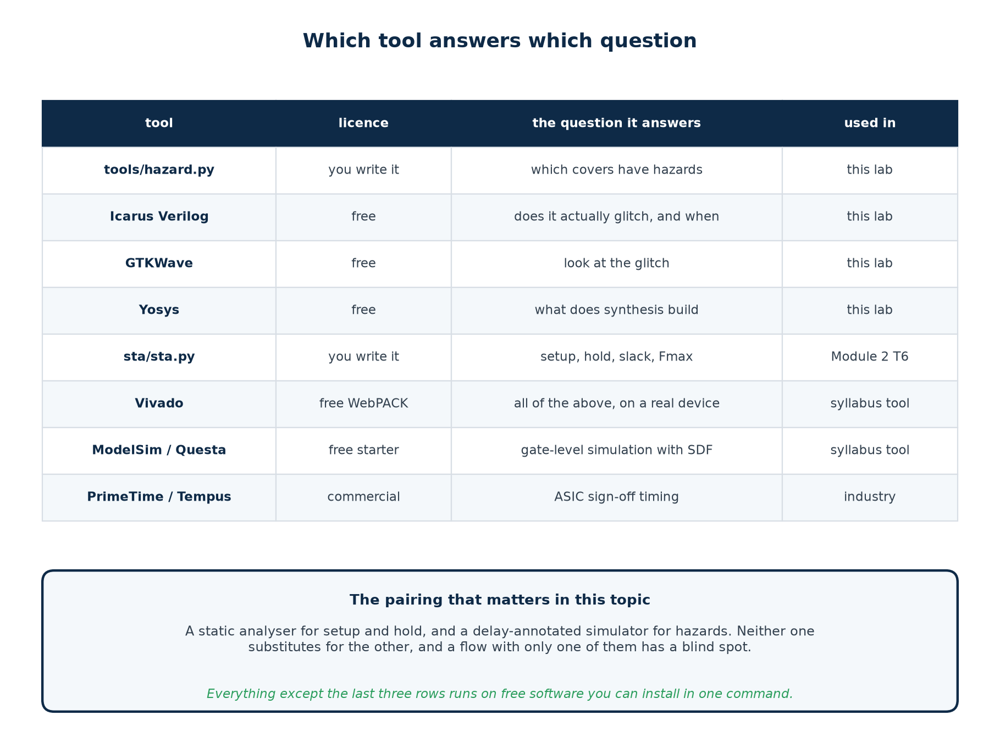 Which tool answers which question
tool licence the question it answers used in
tools/hazard.py you write it which covers have hazards this lab
Icarus Verilog free does it actually glitch, and when this lab
GTKWave free look at the glitch this lab
Yosys free what does synthesis build this lab
sta/sta.py you write it setup, hold, slack, Fmax Module 2 T6
Vivado free WebPACK all of the above, on a real device syllabus tool
ModelSim / Questa free starter gate-level simulation with SDF syllabus tool
PrimeTime / Tempus commercial ASIC sign-off timing industry
The pairing that matters in this topic
A static analyser for setup and hold, and a delay-annotated simulator for hazards. Neither one
substitutes for the other, and a flow with only one of them has a blind spot.
Everything except the last three rows runs on free software you can install in one command.